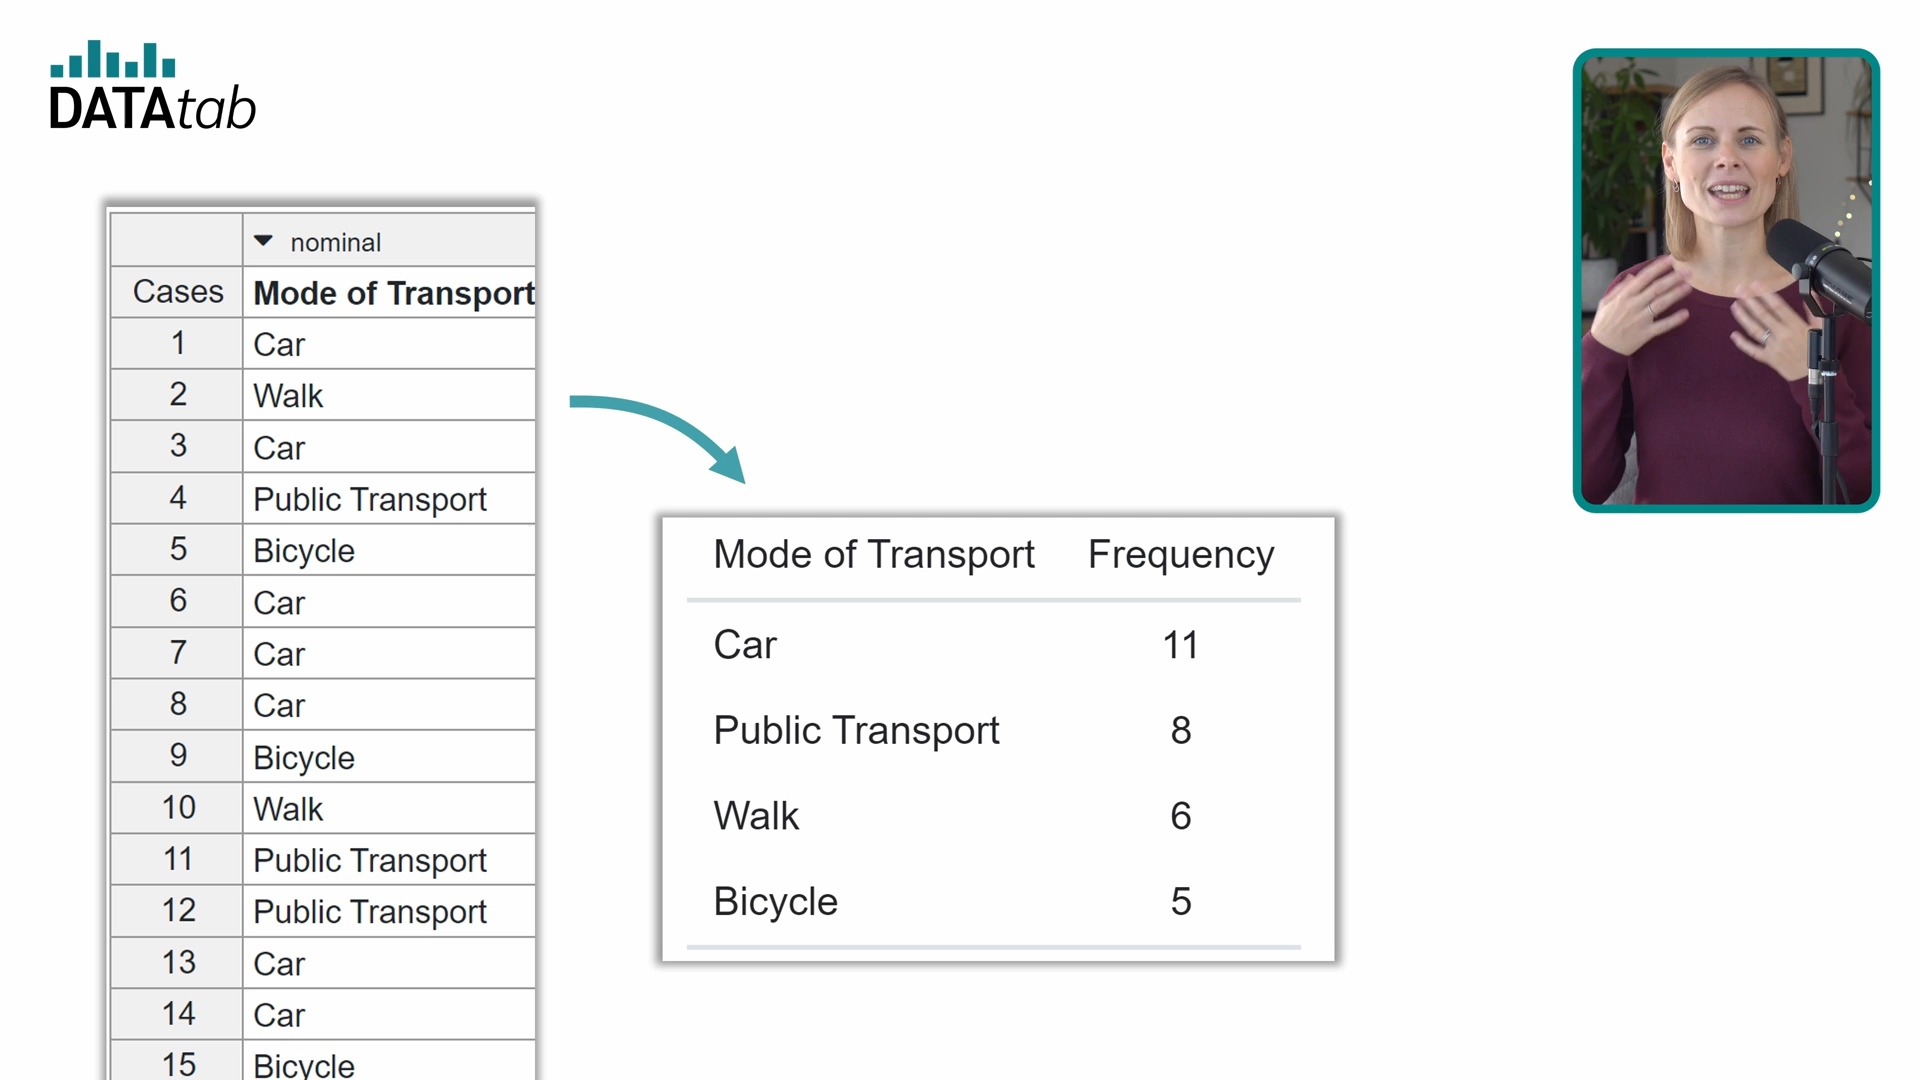 DATAtab
nominal
Cases Mode of Transport
1 Car
2 Walk
3 Car
4 Public Transport
5 Bicycle
6 Car
7 Car
8 Car
9 Bicycle
10 Walk
11 Public Transport
12 Public Transport
13 Car
14 Car
15 Bicycle
Mode of Transport Frequency
Car 11
Public Transport 8
Walk 6
Bicycle 5